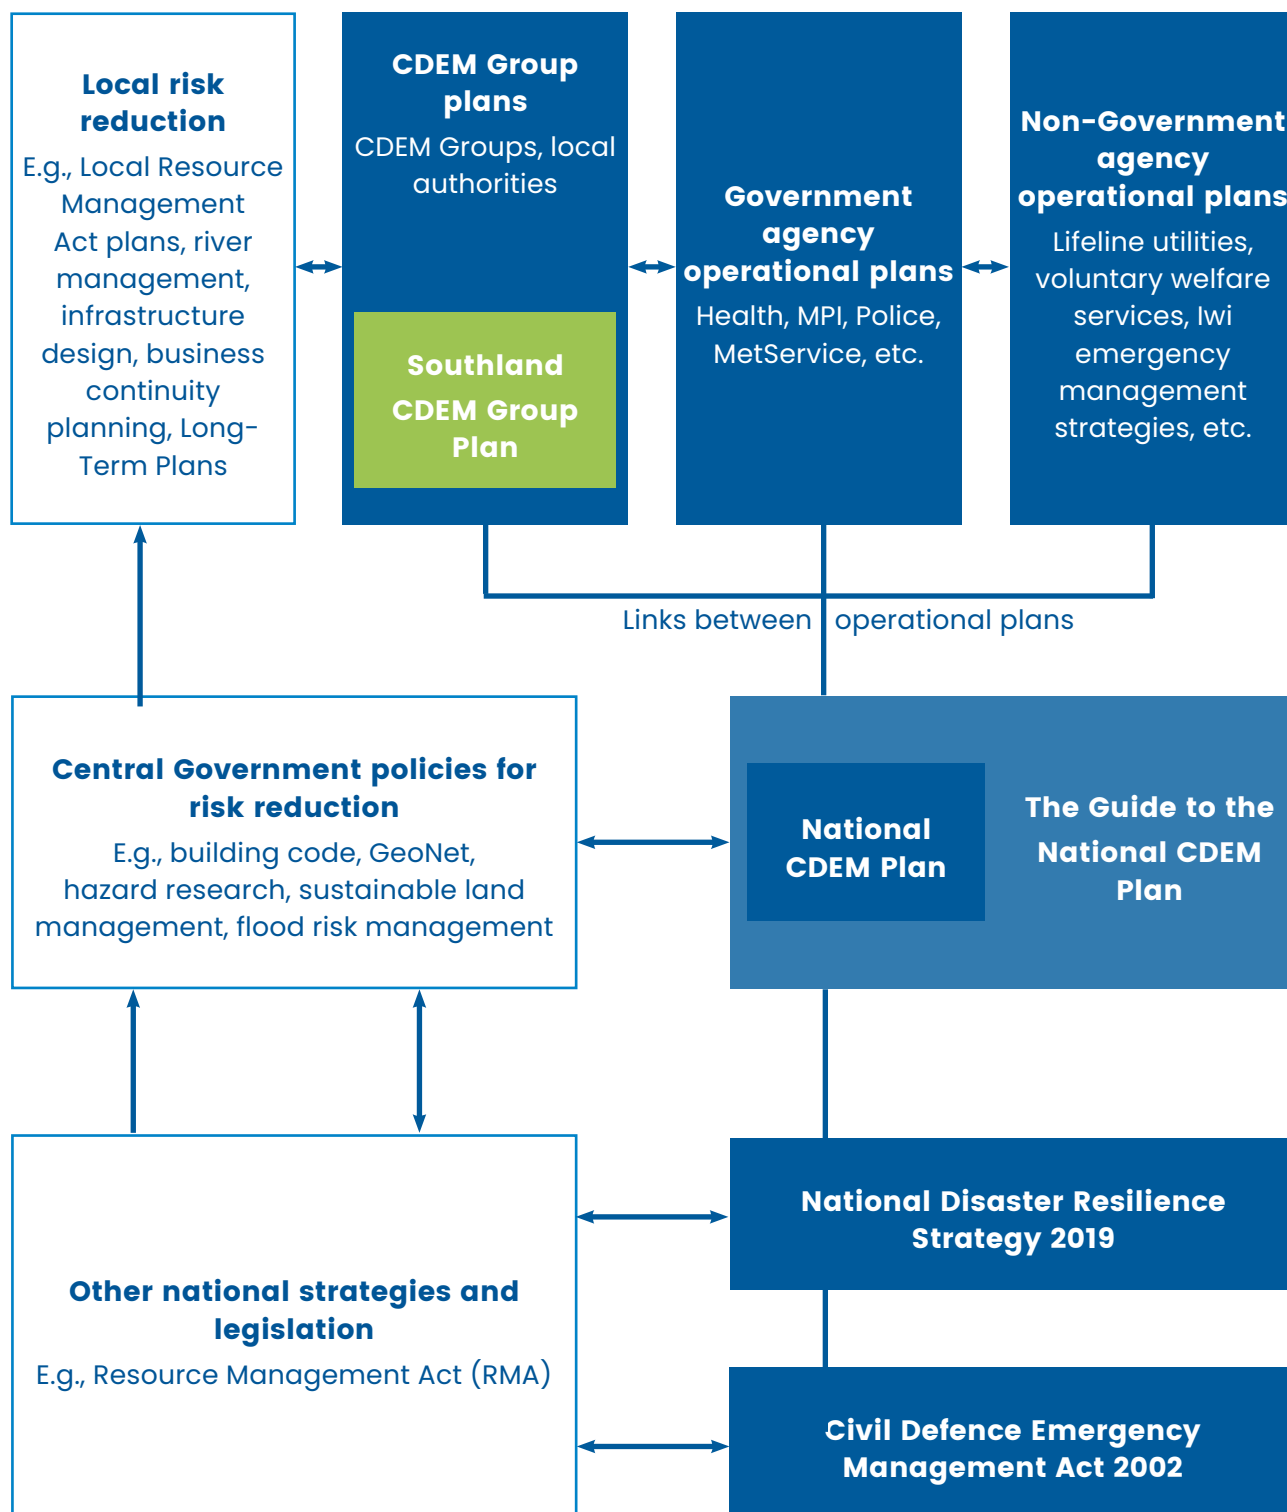 Local risk
reduction
E.g., Local Resource
Management
Act plans, river
management,
infrastructure
design, business
continuity
planning, Long-
Term Plans
CDEM Group
plans
CDEM Groups, local
authorities
Southland
CDEM Group
Plan
Government
agency
operational plans
Health, MPI, Police,
MetService, etc.
Non-Government
agency
operational plans
Lifeline utilities,
voluntary welfare
services, Iwi
emergency
management
strategies, etc.
Links between operational plans
Central Government policies for
risk reduction
E.g., building code, GeoNet,
hazard research, sustainable land
management, flood risk management
National
CDEM Plan
The Guide to the
National CDEM
Plan
Other national strategies and
legislation
E.g., Resource Management Act (RMA)
National Disaster Resilience
Strategy 2019
Civil Defence Emergency
Management Act 2002